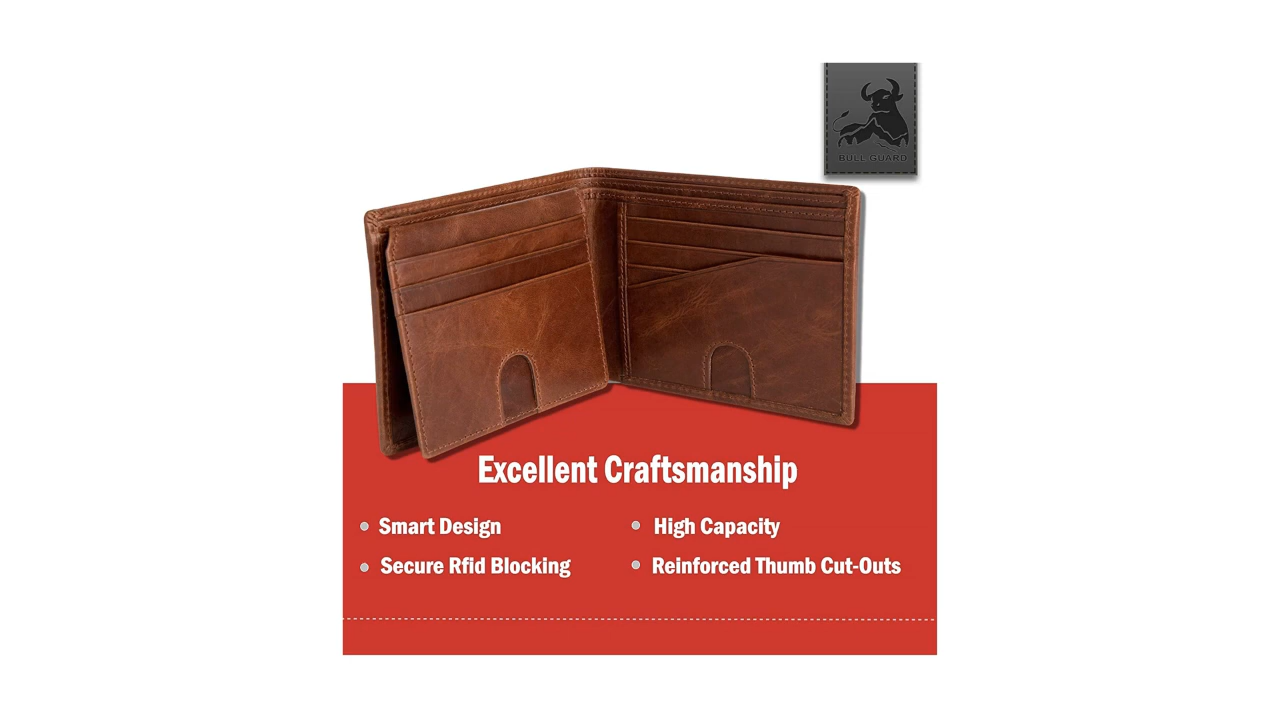 BULL GUARD
Excellent Craftsmanship
Smart Design
High Capacity
Secure Rfid Blocking
Reinforced Thumb Cut-Outs